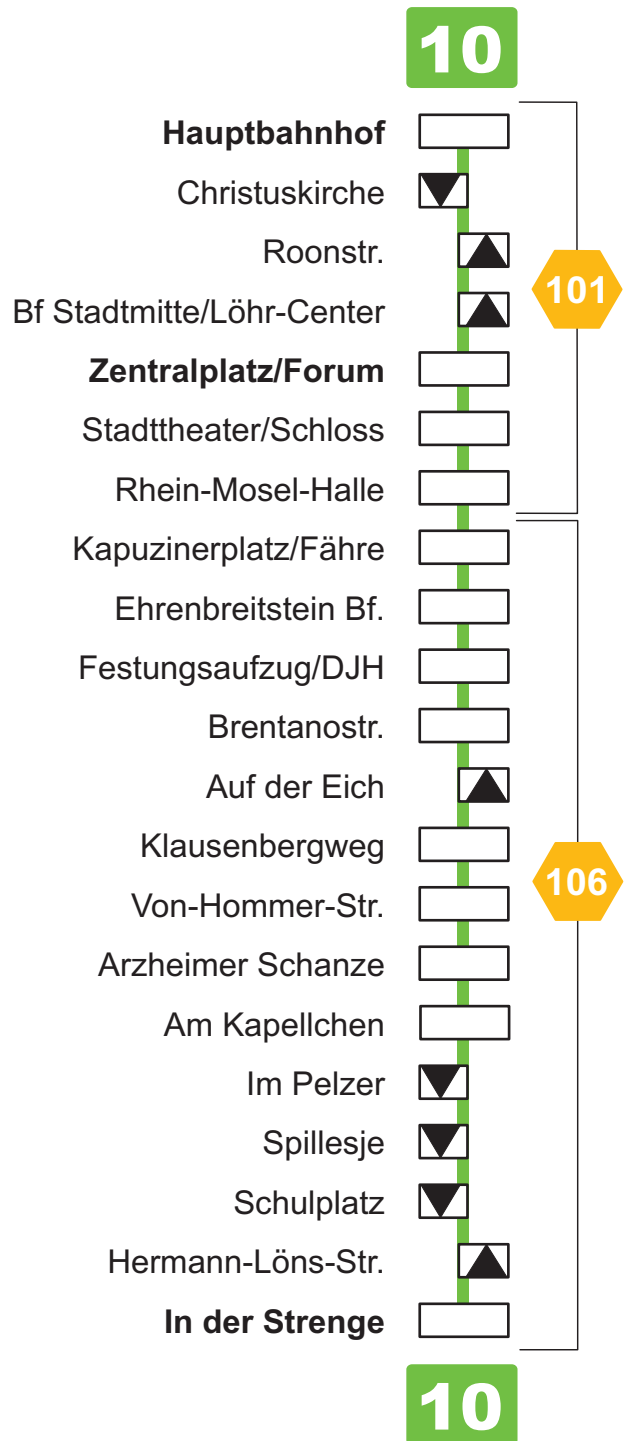 10
Hauptbahnhof
Christuskirche
Roonstr.
101
Bf Stadtmitte/Löhr-Center
Zentralplatz/Forum
Stadttheater/Schloss
Rhein-Mosel-Halle
Kapuzinerplatz/Fähre
Ehrenbreitstein Bf.
Festungsaufzug/DJH
Brentanostr.
Auf der Eich
Klausenbergweg
106
Von-Hommer-Str.
Arzheimer Schanze
Am Kapellchen
Im Pelzer
Spillesje
Schulplatz
Hermann-Löns-Str.
In der Strenge
10